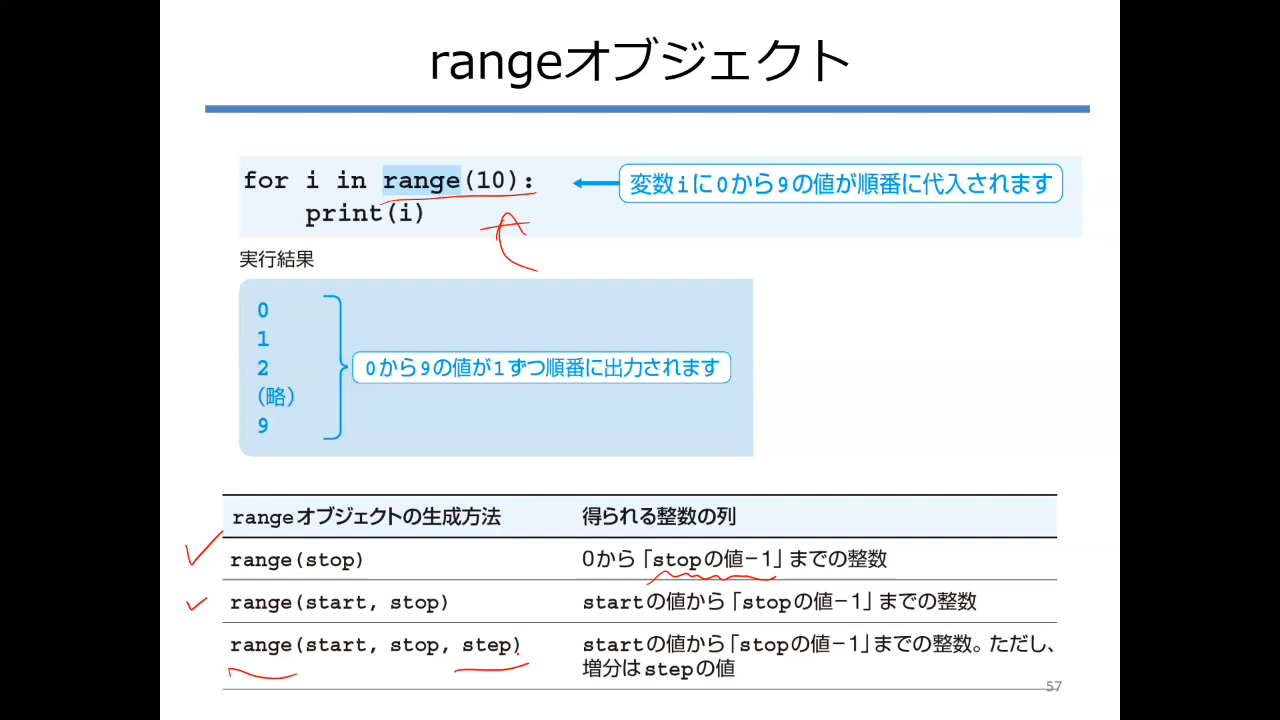 rangeオブジェクト
for i in range(10):
変数iに0から9の値が順番に代入されます
print(i)
実行結果
0
1
2
（略）
9
0から9の値が1ずつ順番に出力されます
rangeオブジェクトの生成方法 得られる整数の列
range(stop) 0から「stopの値－1」までの整数
range(start, stop) startの値から「stopの値－1」までの整数
range(start, stop, step) startの値から「stopの値－1」までの整数。ただし、
増分はstepの値
57